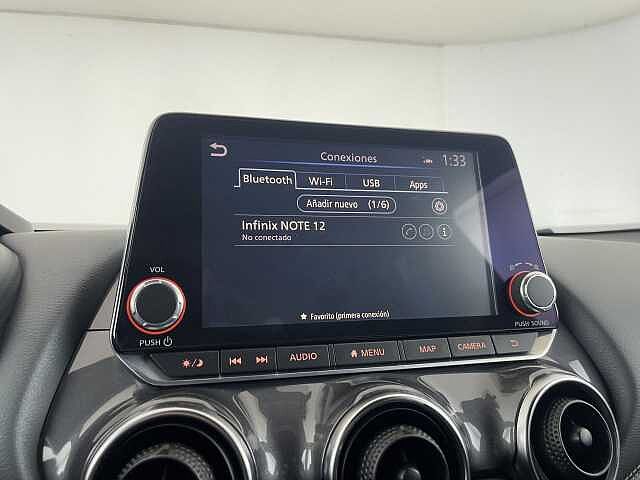 Conexiones 1:33
Bluetooth Wi-Fi USB Apps
Añadir nuevo (1/6)
Infinix NOTE 12
No conectado
★ Favorito (primera conexión)
VOL
PUSH
PUSH SOUND
AUDIO MENU MAP CAMERA